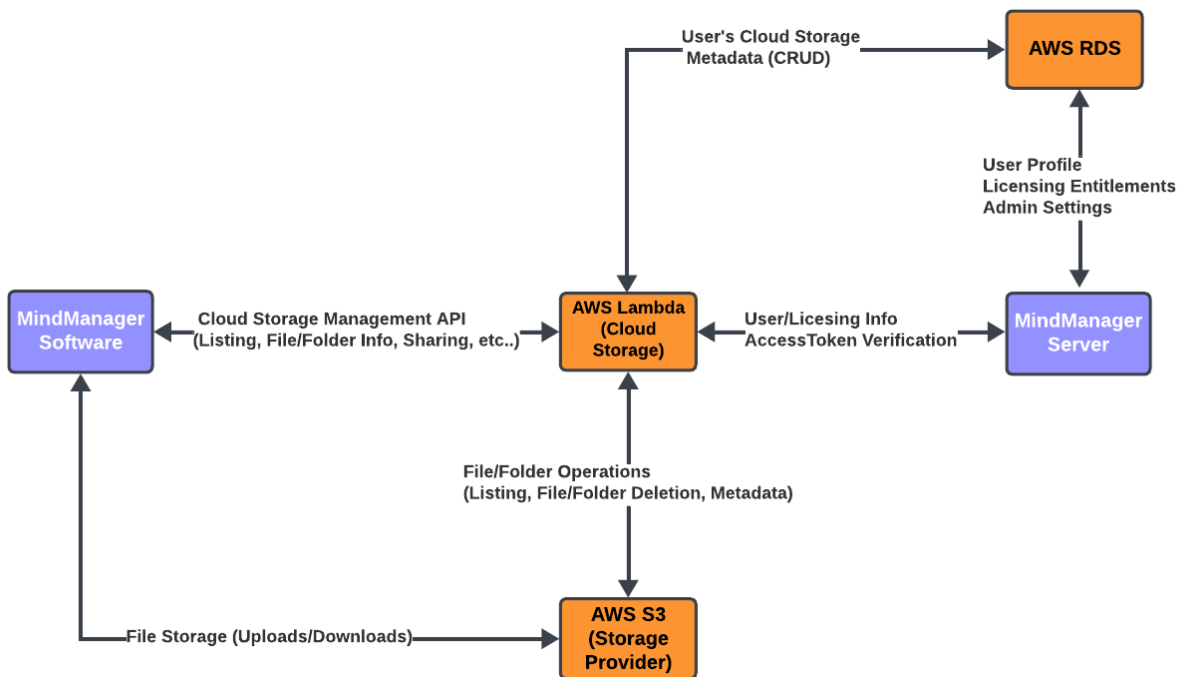 User's Cloud Storage
Metadata (CRUD)
AWS RDS
User Profile
Licensing Entitlements
Admin Settings
MindManager
Software
Cloud Storage Management API
(Listing, File/Folder Info, Sharing, etc..)
AWS Lambda
(Cloud
Storage)
User/Licesing Info
AccessToken Verification
MindManager
Server
File/Folder Operations
(Listing, File/Folder Deletion, Metadata)
File Storage (Uploads/Downloads)
AWS S3
(Storage
Provider)